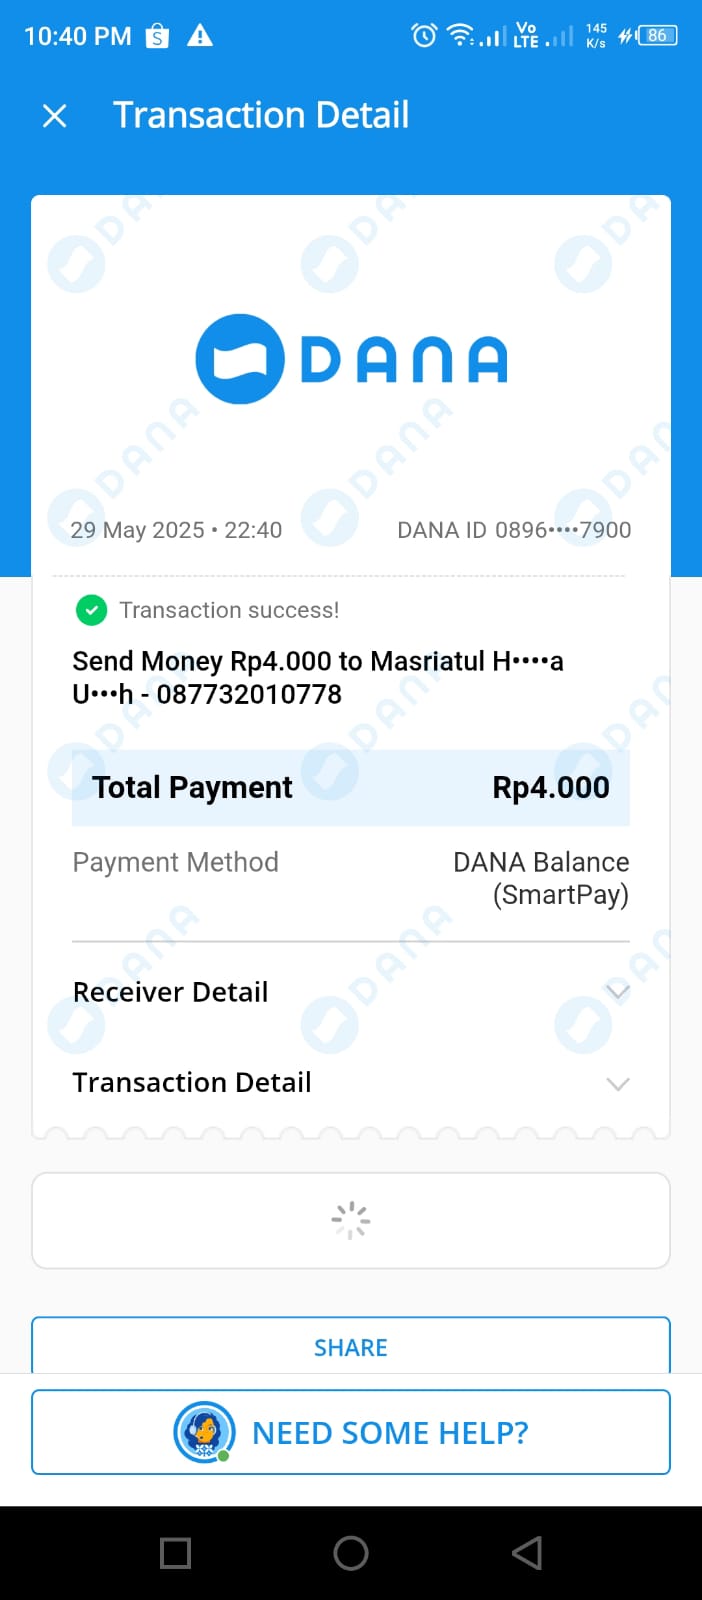 10:40 PM S Vo LTE 145 K/s 86
Transaction Detail
DANA
29 May 2025 • 22:40 DANA ID 0896••••7900
Transaction success!
Send Money Rp4.000 to Masriatul H••••a
U•••h - 087732010778
Total Payment Rp4.000
Payment Method DANA Balance
(SmartPay)
Receiver Detail
Transaction Detail
SHARE
NEED SOME HELP?